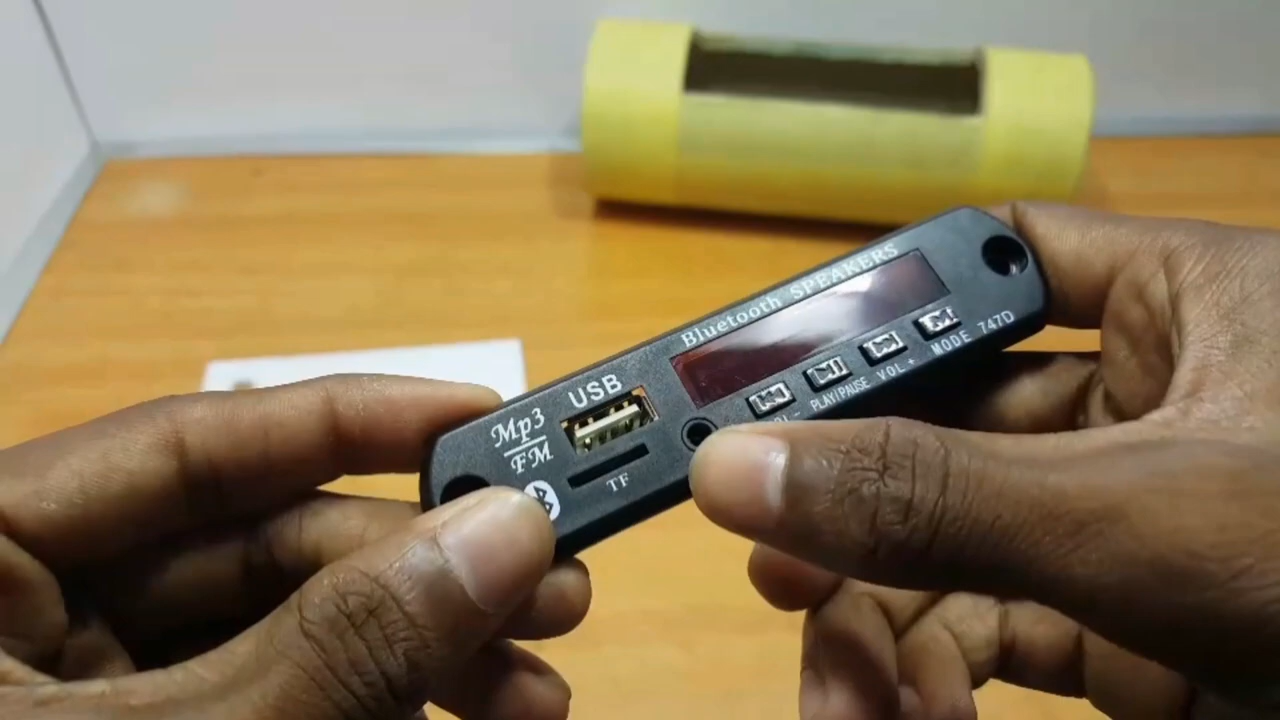 Bluetooth SPEAKERS
USB
Mp3
FM
TF
PLAY/PAUSE
VOL+
MODE
747D